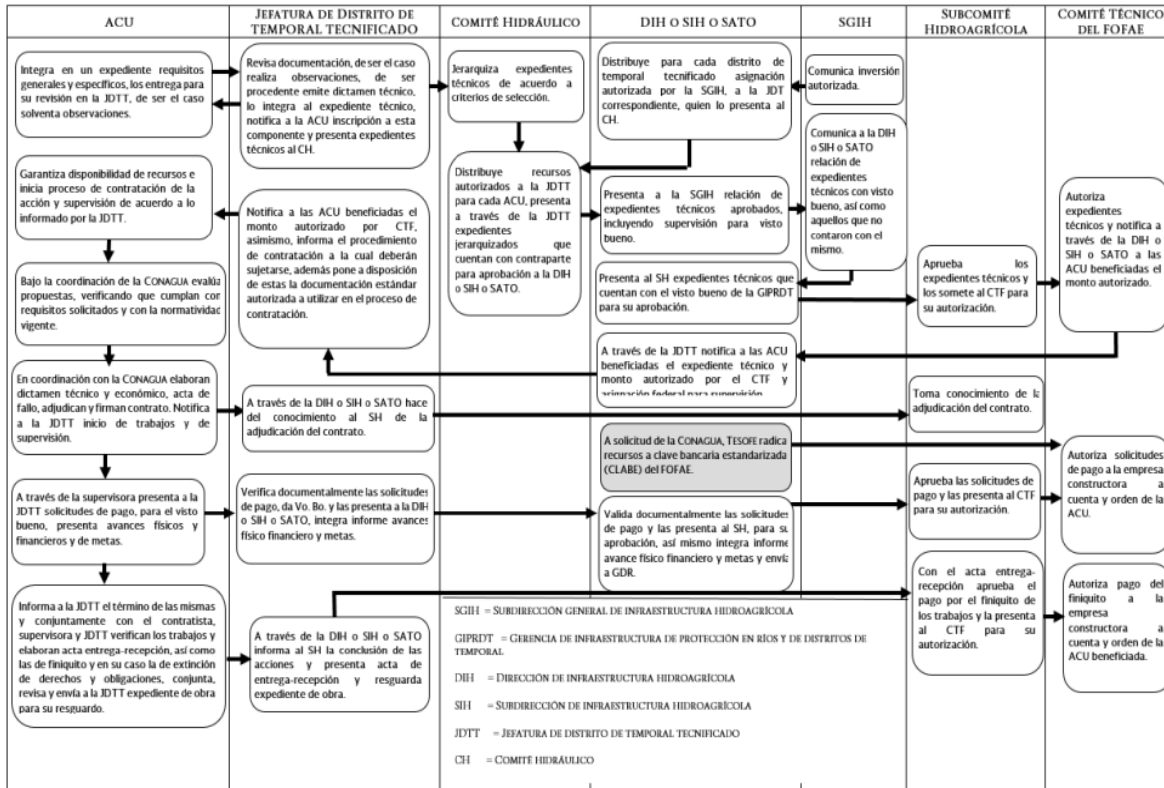 ACU
JEFATURA DE DISTRITO DE
TEMPORAL TECNIFICADO
COMITÉ HIDRÁULICO
DIH O SIH O SATO
SGIH
SUBCOMITÉ
HIDROAGRÍCOLA
COMITÉ TÉCNICO
DEL FOFAE
Integra en un expediente requisitos
generales y específicos, los entrega para
su revisión en la JDTT, de ser el caso
solventa observaciones.
Revisa documentación, de ser el caso
realiza observaciones, de ser
procedente emite dictamen técnico,
lo integra al expediente técnico,
notifica a la ACU inscripción a esta
componente y presenta expedientes
técnicos al CH.
Jerarquiza expedientes
técnicos de acuerdo a
criterios de selección.
Distribuye para cada distrito de
temporal tecnificado asignación
autorizada por la SGIH, a la JDT
correspondiente, quien lo presenta al
CH.
Comunica inversión
autorizada.
Comunica a la DIH
o SIH o SATO
relación de
expedientes
técnicos con visto
bueno, así como
aquellos que no
contaron con el
mismo.
Garantiza disponibilidad de recursos e
inicia proceso de contratación de la
acción y supervisión de acuerdo a lo
informado por la JDTT.
Notifica a las ACU beneficiadas el
monto autorizado por CTF,
asimismo, informa el procedimiento
de contratación a la cual deberán
sujetarse, además pone a disposición
de estas la documentación estándar
autorizada a utilizar en el proceso de
contratación.
Distribuye recursos
autorizados a la JDTT
para cada ACU, presenta
a través de la JDTT
expedientes
jerarquizados que
cuentan con contraparte
para aprobación a la DIH
o SIH o SATO.
Presenta a la SGIH relación de
expedientes técnicos aprobados,
incluyendo supervisión para visto
bueno.
Autoriza
expedientes
técnicos y notifica a
través de la DIH o
SIH o SATO a las
ACU beneficiadas el
monto autorizado.
Bajo la coordinación de la CONAGUA evalúa
propuestas, verificando que cumplan con
requisitos solicitados y con la normatividad
vigente.
Presenta al SH expedientes técnicos que
cuentan con el visto bueno de la GIPRDT
para su aprobación.
Aprueba los
expedientes técnicos y
los somete al CTF para
su autorización.
A través de la JDTT notifica a las ACU
beneficiadas el expediente técnico y
monto autorizado por el CTF y
asignación federal para supervisión
En coordinación con la CONAGUA elaboran
dictamen técnico y económico, acta de
fallo, adjudican y firman contrato. Notifica
a la JDTT inicio de trabajos y de
supervisión.
A través de la DIH o SIH o SATO hace
del conocimiento al SH de la
adjudicación del contrato.
Toma conocimiento de la
adjudicación del contrato.
A solicitud de la CONAGUA, TESOFE radica
recursos a clave bancaria estandarizada
(CLABE) del FOFAE.
Autoriza solicitudes
de pago a la empresa
constructora a
cuenta y orden de la
ACU.
A través de la supervisora presenta a la
JDTT solicitudes de pago, para el visto
bueno, presenta avances físicos y
financieros y de metas.
Verifica documentalmente las solicitudes
de pago, da Vo. Bo. y las presenta a la DIH
o SIH o SATO, integra informe avances
físico financiero y metas.
Valida documentalmente las solicitudes
de pago y las presenta al SH, para su
aprobación, así mismo integra informe
avance físico financiero y metas y envía
a GDR.
Aprueba las solicitudes de
pago y las presenta al CTF
para su autorización.
Informa a la JDTT el término de las mismas
y conjuntamente con el contratista,
supervisora y JDTT verifican los trabajos y
elaboran acta entrega-recepción, así como
las de finiquito y en su caso la de extinción
de derechos y obligaciones, conjunta,
revisa y envía a la JDTT expediente de obra
para su resguardo.
A través de la DIH o SIH o SATO
informa al SH la conclusión de las
acciones y presenta acta de
entrega-recepción y resguarda
expediente de obra.
Con el acta entrega-
recepción aprueba el
pago por el finiquito de
los trabajos y la presenta
al CTF para su
autorización.
Autoriza pago del
finiquito a la
empresa
constructora a
cuenta y orden de la
ACU beneficiada.
SGIH = SUBDIRECCIÓN GENERAL DE INFRAESTRUCTURA HIDROAGRÍCOLA
GIPRDT = GERENCIA DE INFRAESTRUCTURA DE PROTECCIÓN EN RÍOS Y DE DISTRITOS DE
TEMPORAL
DIH = DIRECCIÓN DE INFRAESTRUCTURA HIDROAGRÍCOLA
SIH = SUBDIRECCIÓN DE INFRAESTRUCTURA HIDROAGRÍCOLA
JDTT = JEFATURA DE DISTRITO DE TEMPORAL TECNIFICADO
CH = COMITÉ HIDRÁULICO